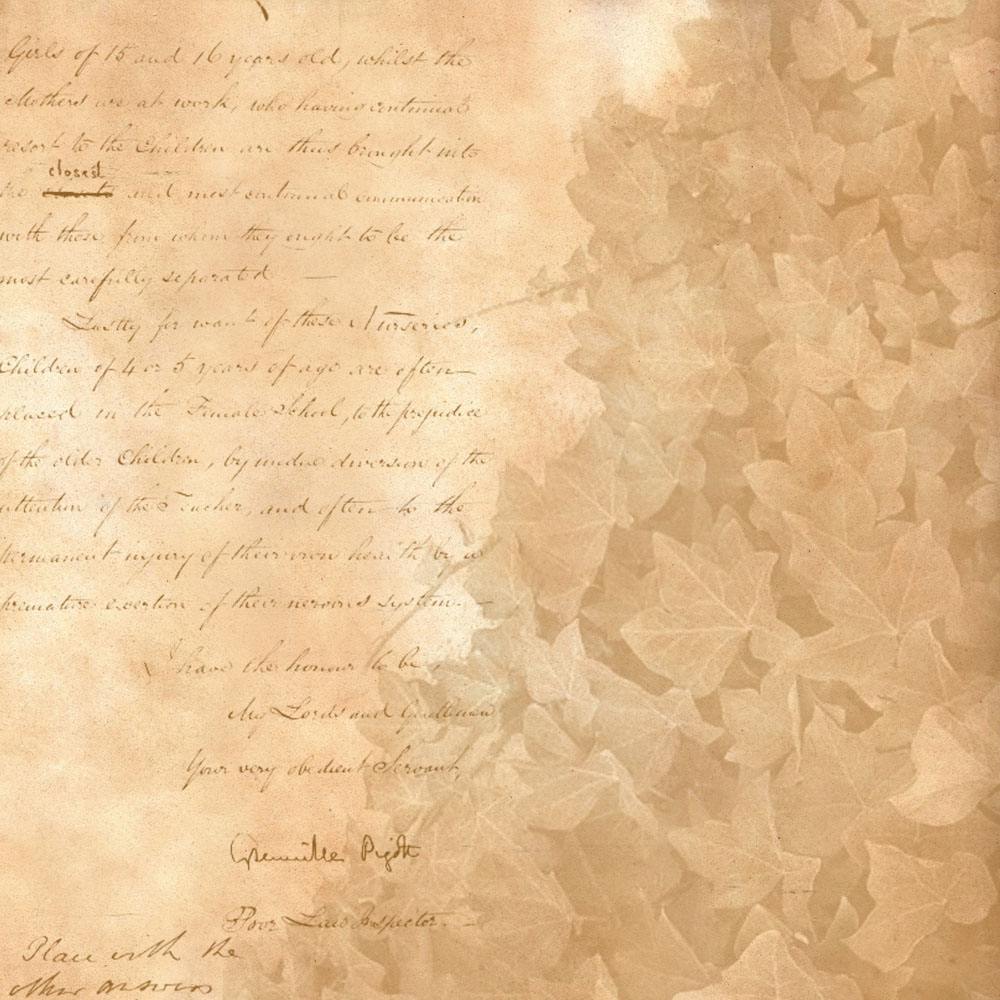 Girls of 15 and 16 years old, whilst the
Mothers are at work, who having continual
resort to the Children are thus brought into
closest
the and most continual communication
with those from whom they ought to be the
most carefully separated —
Lastly for want of these Nurseries,
Children of 4 or 5 years of age are often
placed in the Female School, to the prejudice
of the older Children, by undue diversion of the
attention of the Teacher, and often to the
permanent injury of their own health, by a
premature exertion of their nervous system. —
I have the honour to be,
My Lords and Gentlemen
Your very obedient Servant,
Grenville Pigott
Poor Law Inspector. —
Place with the
other answers